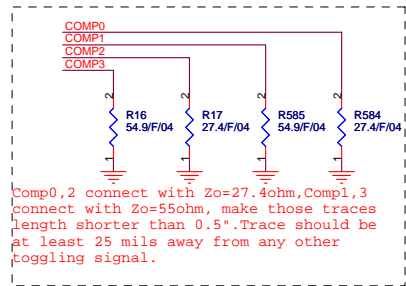 COMP0
COMP1
COMP2
COMP3
2 2 2 2
R16 R17 R585 R584
54.9/F/04 27.4/F/04 54.9/F/04 27.4/F/04
1 1 1 1
Comp0,2 connect with Zo=27.4ohm,Comp1,3
connect with Zo=55ohm, make those traces
length shorter than 0.5".Trace should be
at least 25 mils away from any other
toggling signal.